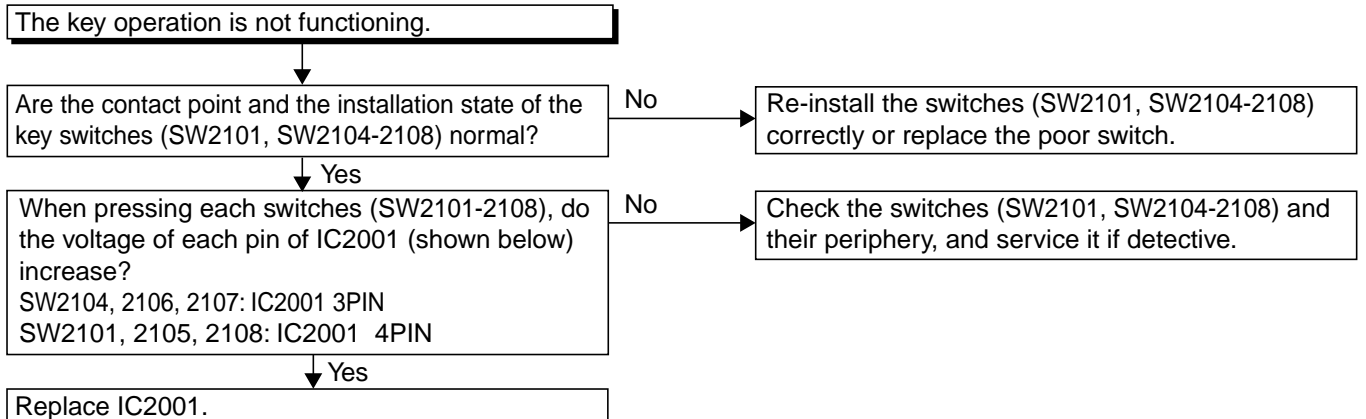 The key operation is not functioning.
Are the contact point and the installation state of the
key switches (SW2101, SW2104-2108) normal?
No
Re-install the switches (SW2101, SW2104-2108)
correctly or replace the poor switch.
Yes
When pressing each switches (SW2101-2108), do
the voltage of each pin of IC2001 (shown below)
increase?
SW2104, 2106, 2107: IC2001 3PIN
SW2101, 2105, 2108: IC2001 4PIN
No
Check the switches (SW2101, SW2104-2108) and
their periphery, and service it if detective.
Yes
Replace IC2001.